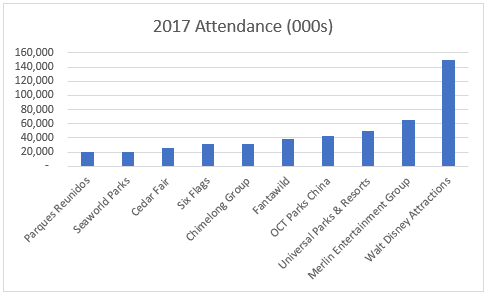 2017 Attendance (000s)
160,000
140,000
120,000
100,000
80,000
60,000
40,000
20,000
-
Parques Reunidos
Seaworld Parks
Cedar Fair
Six Flags
Chimelong Group
Fantawild
OCT Parks China
Universal Parks & Resorts
Merlin Entertainment Group
Walt Disney Attractions